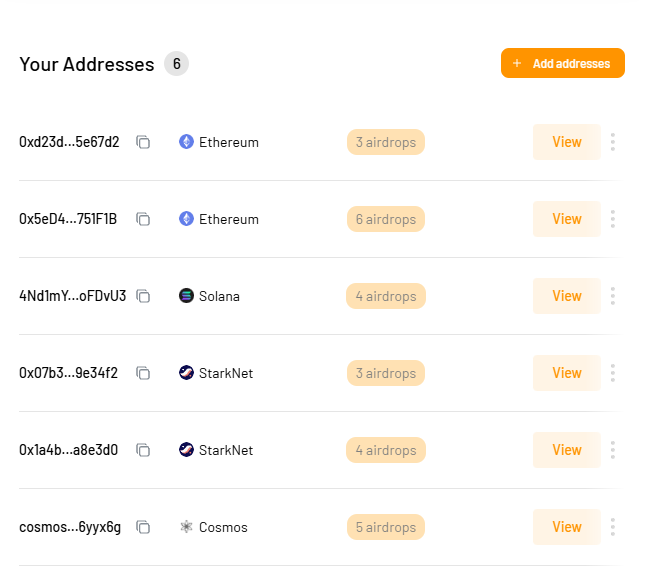 Your Addresses 6 + Add addresses
0xd23d...5e67d2 Ethereum 3 airdrops View
0x5eD4...751F1B Ethereum 6 airdrops View
4Nd1mY...oFDvU3 Solana 4 airdrops View
0x07b3...9e34f2 StarkNet 3 airdrops View
0x1a4b...a8e3d0 StarkNet 4 airdrops View
cosmos...6yyx6g Cosmos 5 airdrops View